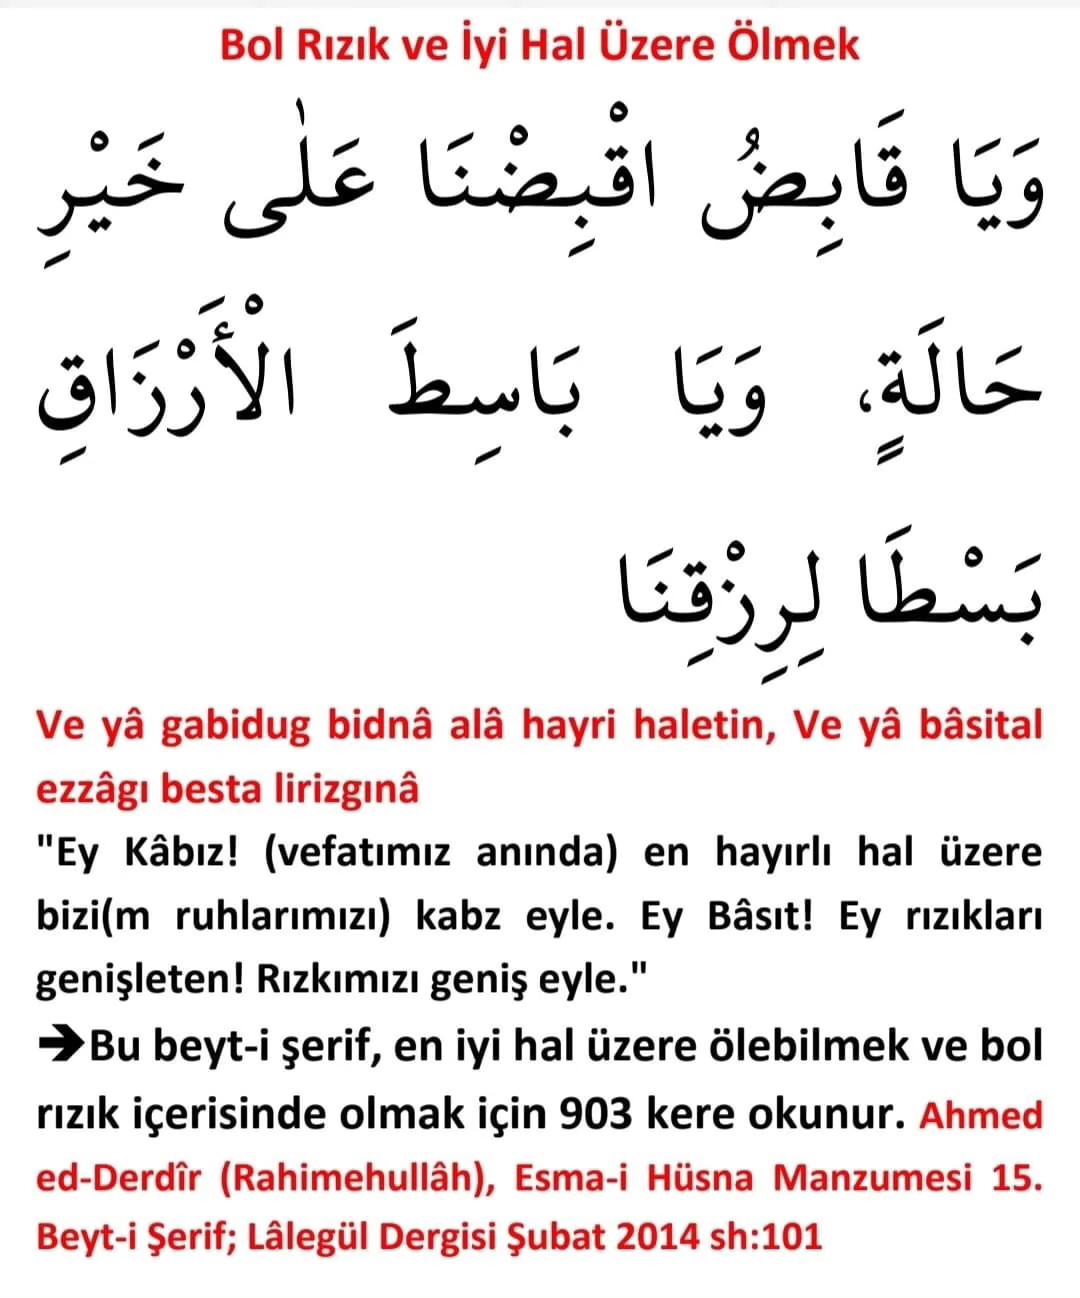 Bol Rızık ve İyi Hal Üzere Ölmek
وَيَا قَابِضُ اقْبِضْنَا عَلٰى خَيْرِ
حَالَةٍ، وَيَا بَاسِطَ الْأَرْزَاقِ
بَسْطَا لِرِزْقِنَا
Ve yâ gabidug bidnâ alâ hayri haletin, Ve yâ bâsital
ezzâgı besta lirizgınâ
"Ey Kâbız! (vefatımız anında) en hayırlı hal üzere
bizi(m ruhlarımızı) kabz eyle. Ey Bâsıt! Ey rızıkları
genişleten! Rızkımızı geniş eyle."
➔Bu beyt-i şerif, en iyi hal üzere ölebilmek ve bol
rızık içerisinde olmak için 903 kere okunur. Ahmed
ed-Derdîr (Rahimehullâh), Esma-i Hüsna Manzumesi 15.
Beyt-i Şerif; Lâlegül Dergisi Şubat 2014 sh:101